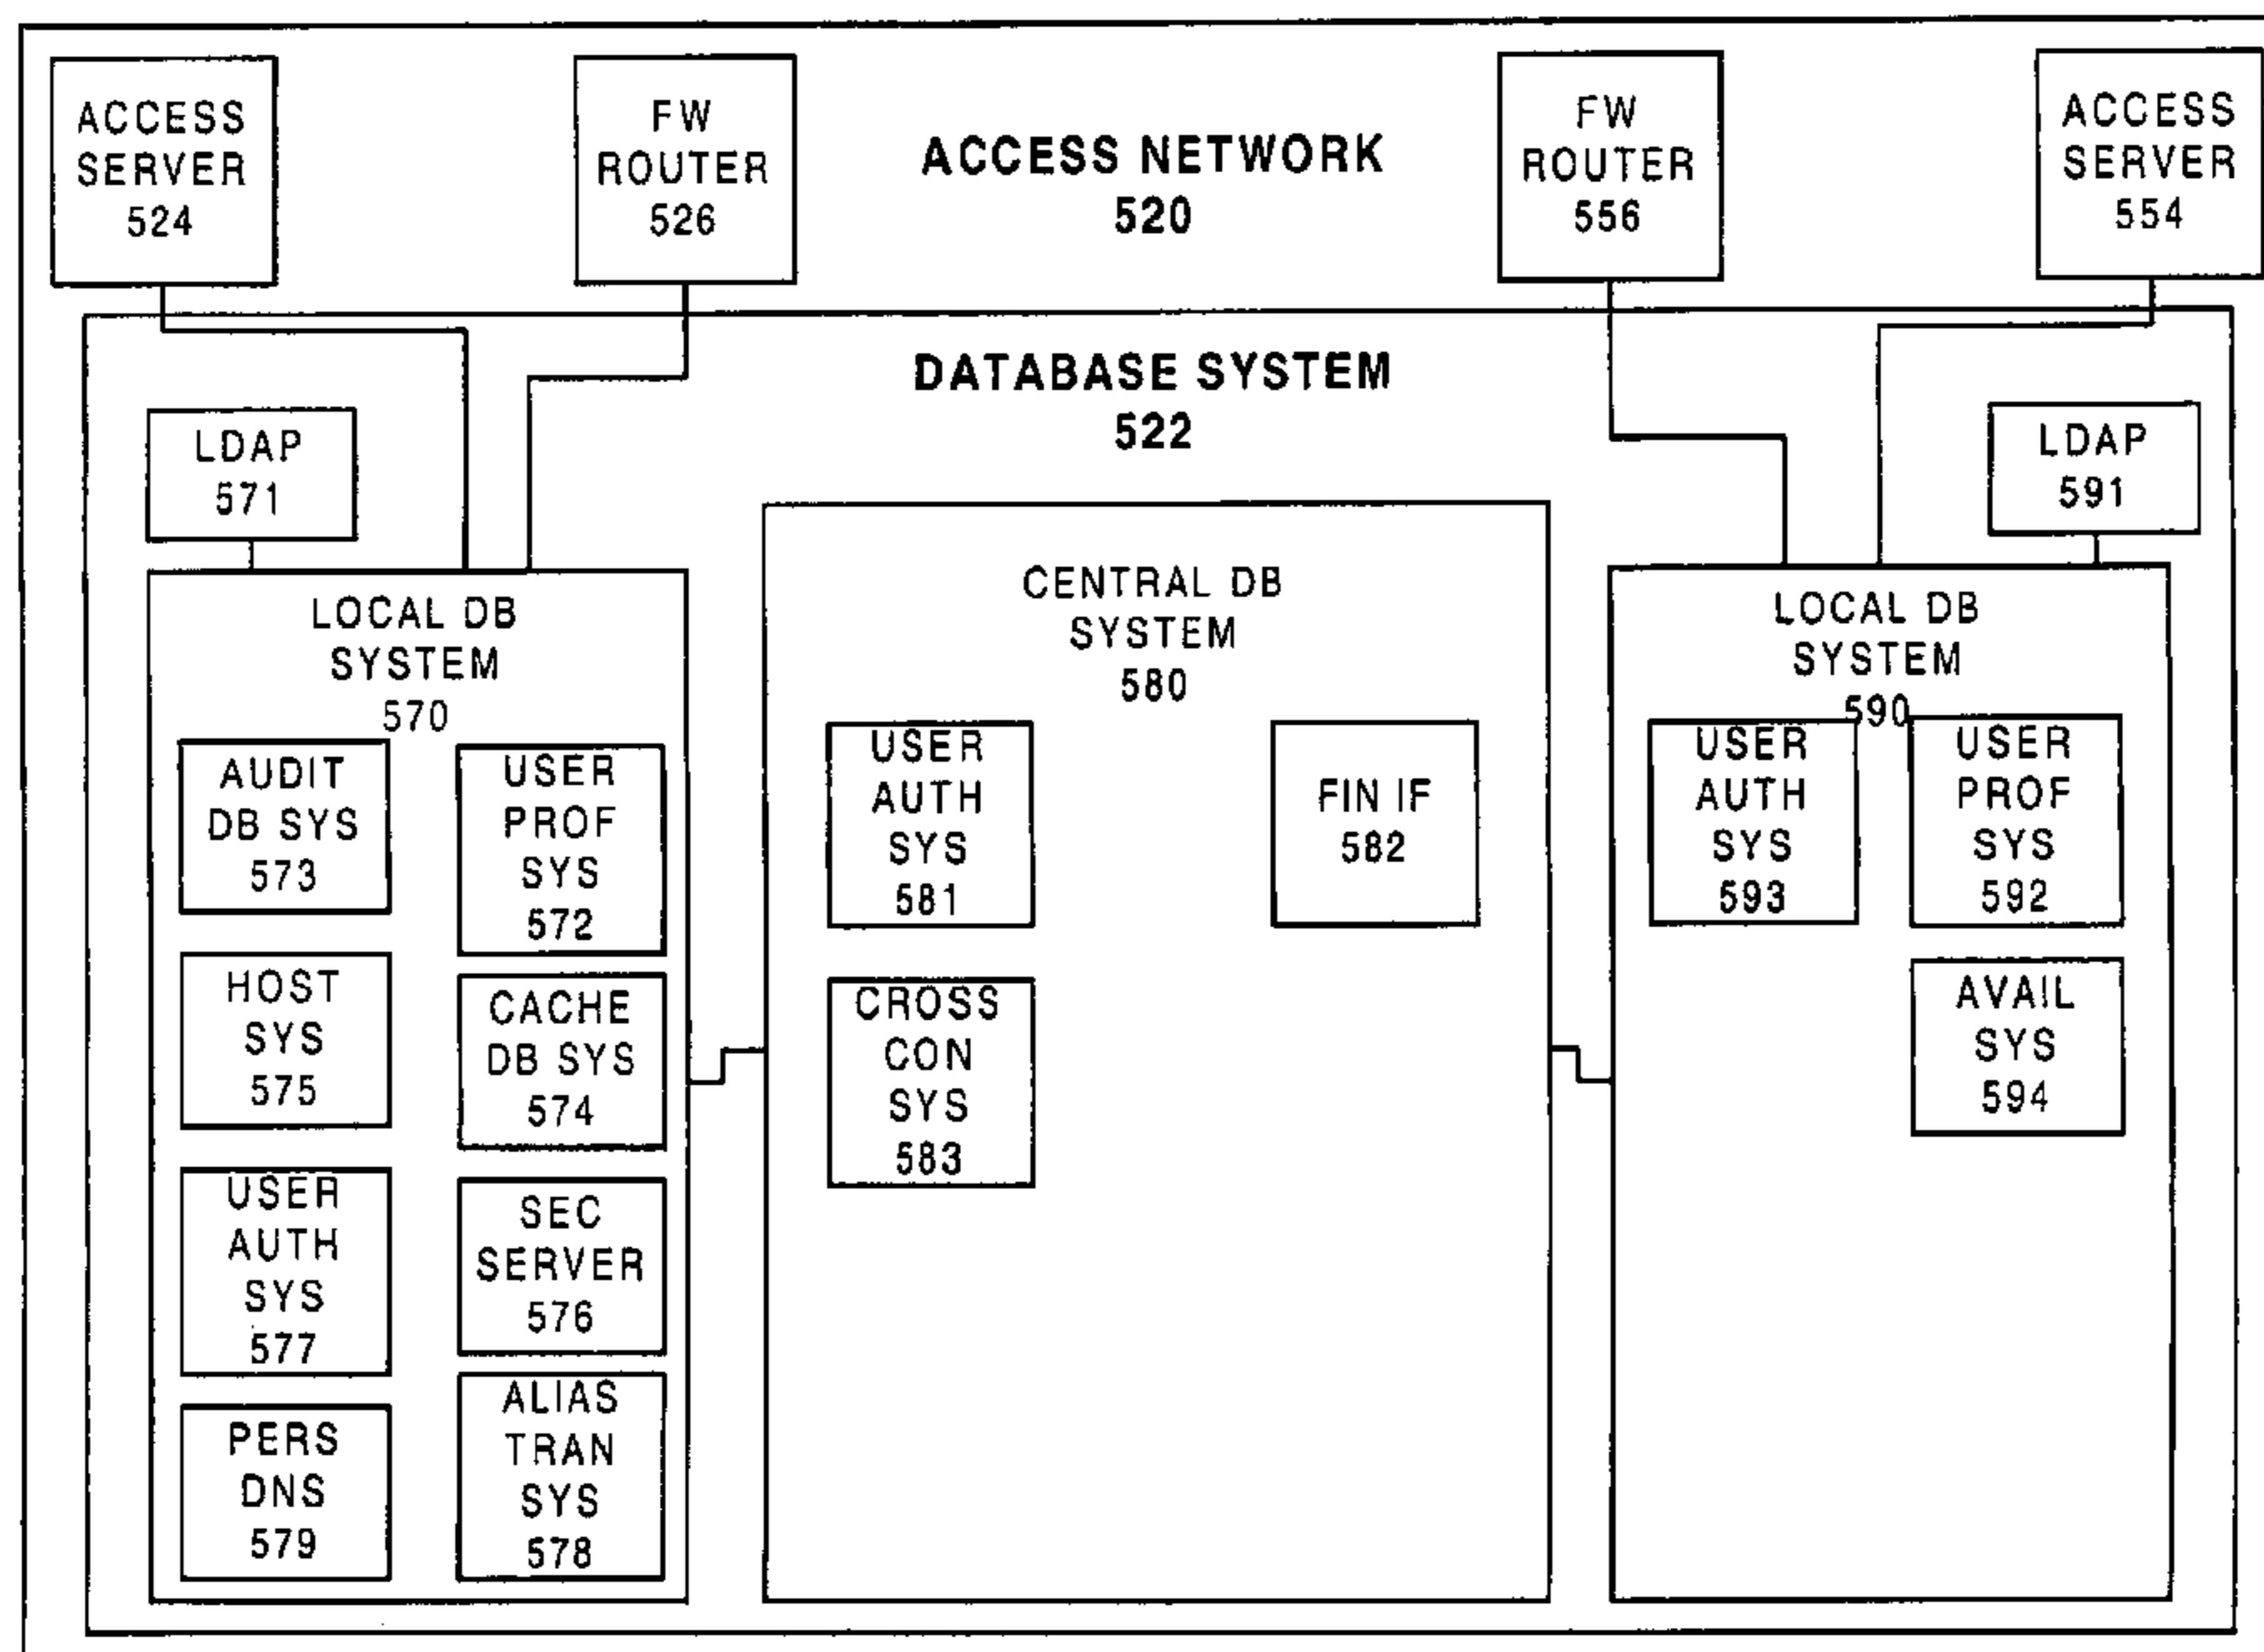 ACCESS
SERVER
524
FW
ROUTER
526
ACCESS NETWORK
520
FW
ROUTER
556
ACCESS
SERVER
554
DATABASE SYSTEM
522
LDAP
571
LDAP
591
LOCAL DB
SYSTEM
570
AUDIT
DB SYS
573
USER
PROF
SYS
572
HOST
SYS
575
CACHE
DB SYS
574
USER
AUTH
SYS
577
SEC
SERVER
576
PERS
DNS
579
ALIAS
TRAN
SYS
578
CENTRAL DB
SYSTEM
580
USER
AUTH
SYS
581
FIN IF
582
CROSS
CON
SYS
583
LOCAL DB
SYSTEM
590
USER
AUTH
SYS
593
USER
PROF
SYS
592
AVAIL
SYS
594